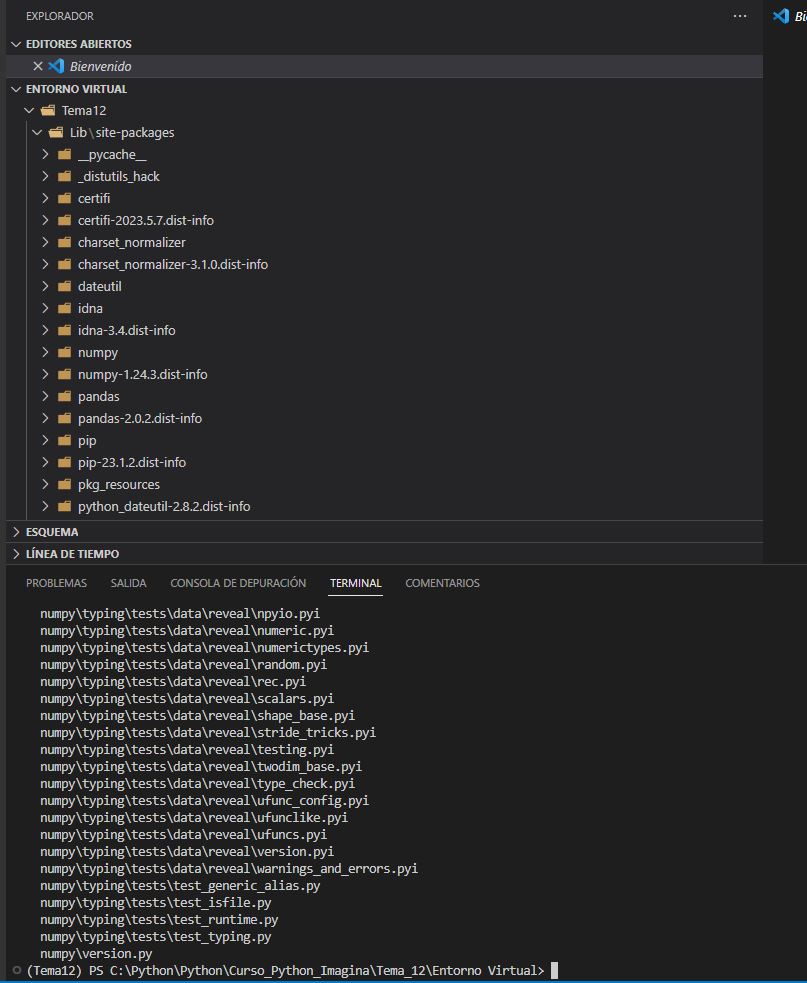 EXPLORADOR
···
Bi
EDITORES ABIERTOS
Bienvenido
ENTORNO VIRTUAL
Tema12
Lib\site-packages
__pycache__
_distutils_hack
certifi
certifi-2023.5.7.dist-info
charset_normalizer
charset_normalizer-3.1.0.dist-info
dateutil
idna
idna-3.4.dist-info
numpy
numpy-1.24.3.dist-info
pandas
pandas-2.0.2.dist-info
pip
pip-23.1.2.dist-info
pkg_resources
python_dateutil-2.8.2.dist-info
ESQUEMA
LÍNEA DE TIEMPO
PROBLEMAS SALIDA CONSOLA DE DEPURACIÓN TERMINAL COMENTARIOS
numpy\typing\tests\data\reveal\npyio.pyi
numpy\typing\tests\data\reveal\numeric.pyi
numpy\typing\tests\data\reveal\numerictypes.pyi
numpy\typing\tests\data\reveal\random.pyi
numpy\typing\tests\data\reveal\rec.pyi
numpy\typing\tests\data\reveal\scalars.pyi
numpy\typing\tests\data\reveal\shape_base.pyi
numpy\typing\tests\data\reveal\stride_tricks.pyi
numpy\typing\tests\data\reveal\testing.pyi
numpy\typing\tests\data\reveal\twodim_base.pyi
numpy\typing\tests\data\reveal\type_check.pyi
numpy\typing\tests\data\reveal\ufunc_config.pyi
numpy\typing\tests\data\reveal\ufunclike.pyi
numpy\typing\tests\data\reveal\ufuncs.pyi
numpy\typing\tests\data\reveal\version.pyi
numpy\typing\tests\data\reveal\warnings_and_errors.pyi
numpy\typing\tests\test_generic_alias.py
numpy\typing\tests\test_isfile.py
numpy\typing\tests\test_runtime.py
numpy\typing\tests\test_typing.py
numpy\version.py
(Tema12) PS C:\Python\Python\Curso_Python_Imagina\Tema_12\Entorno Virtual>